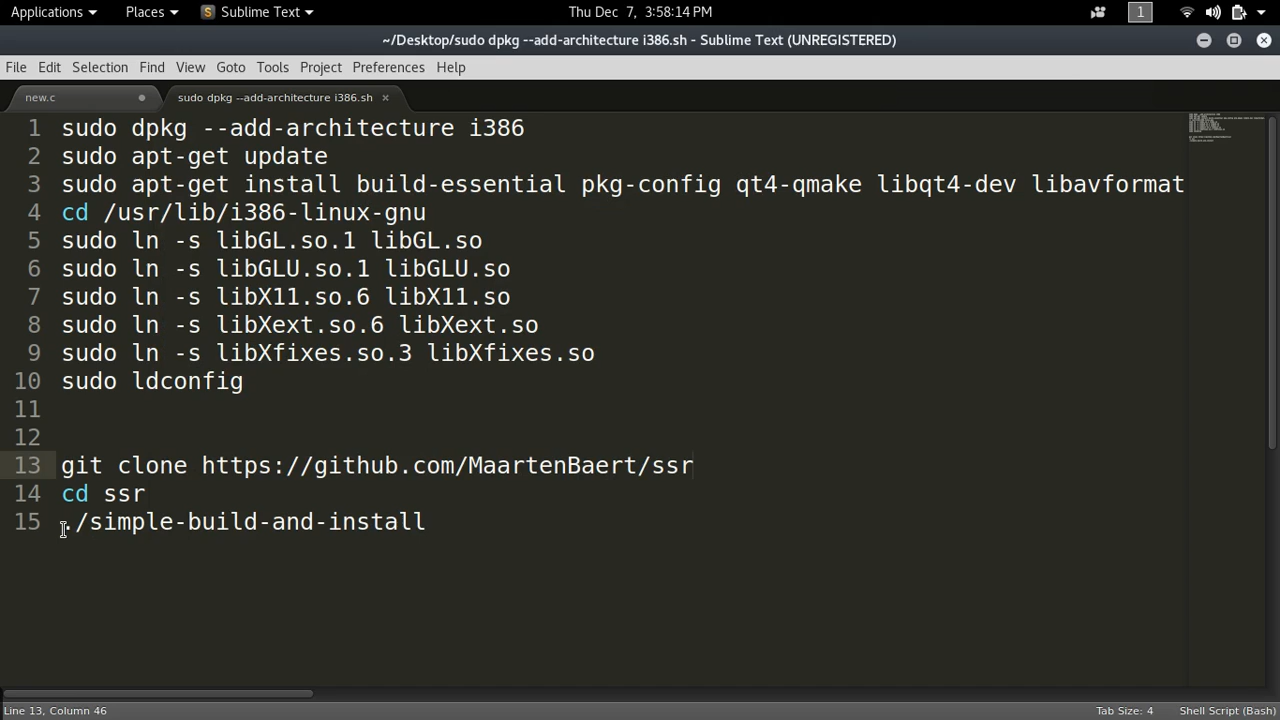 Applications Places Sublime Text Thu Dec 7, 3:58:14 PM 1
~/Desktop/sudo dpkg --add-architecture i386.sh - Sublime Text (UNREGISTERED)
File Edit Selection Find View Goto Tools Project Preferences Help
new.c sudo dpkg --add-architecture i386.sh
1 sudo dpkg --add-architecture i386
2 sudo apt-get update
3 sudo apt-get install build-essential pkg-config qt4-qmake libqt4-dev libavformat
4 cd /usr/lib/i386-linux-gnu
5 sudo ln -s libGL.so.1 libGL.so
6 sudo ln -s libGLU.so.1 libGLU.so
7 sudo ln -s libX11.so.6 libX11.so
8 sudo ln -s libXext.so.6 libXext.so
9 sudo ln -s libXfixes.so.3 libXfixes.so
10 sudo ldconfig
11
12
13 git clone https://github.com/MaartenBaert/ssr
14 cd ssr
15 ./simple-build-and-install
Line 13, Column 46 Tab Size: 4 Shell Script (Bash)